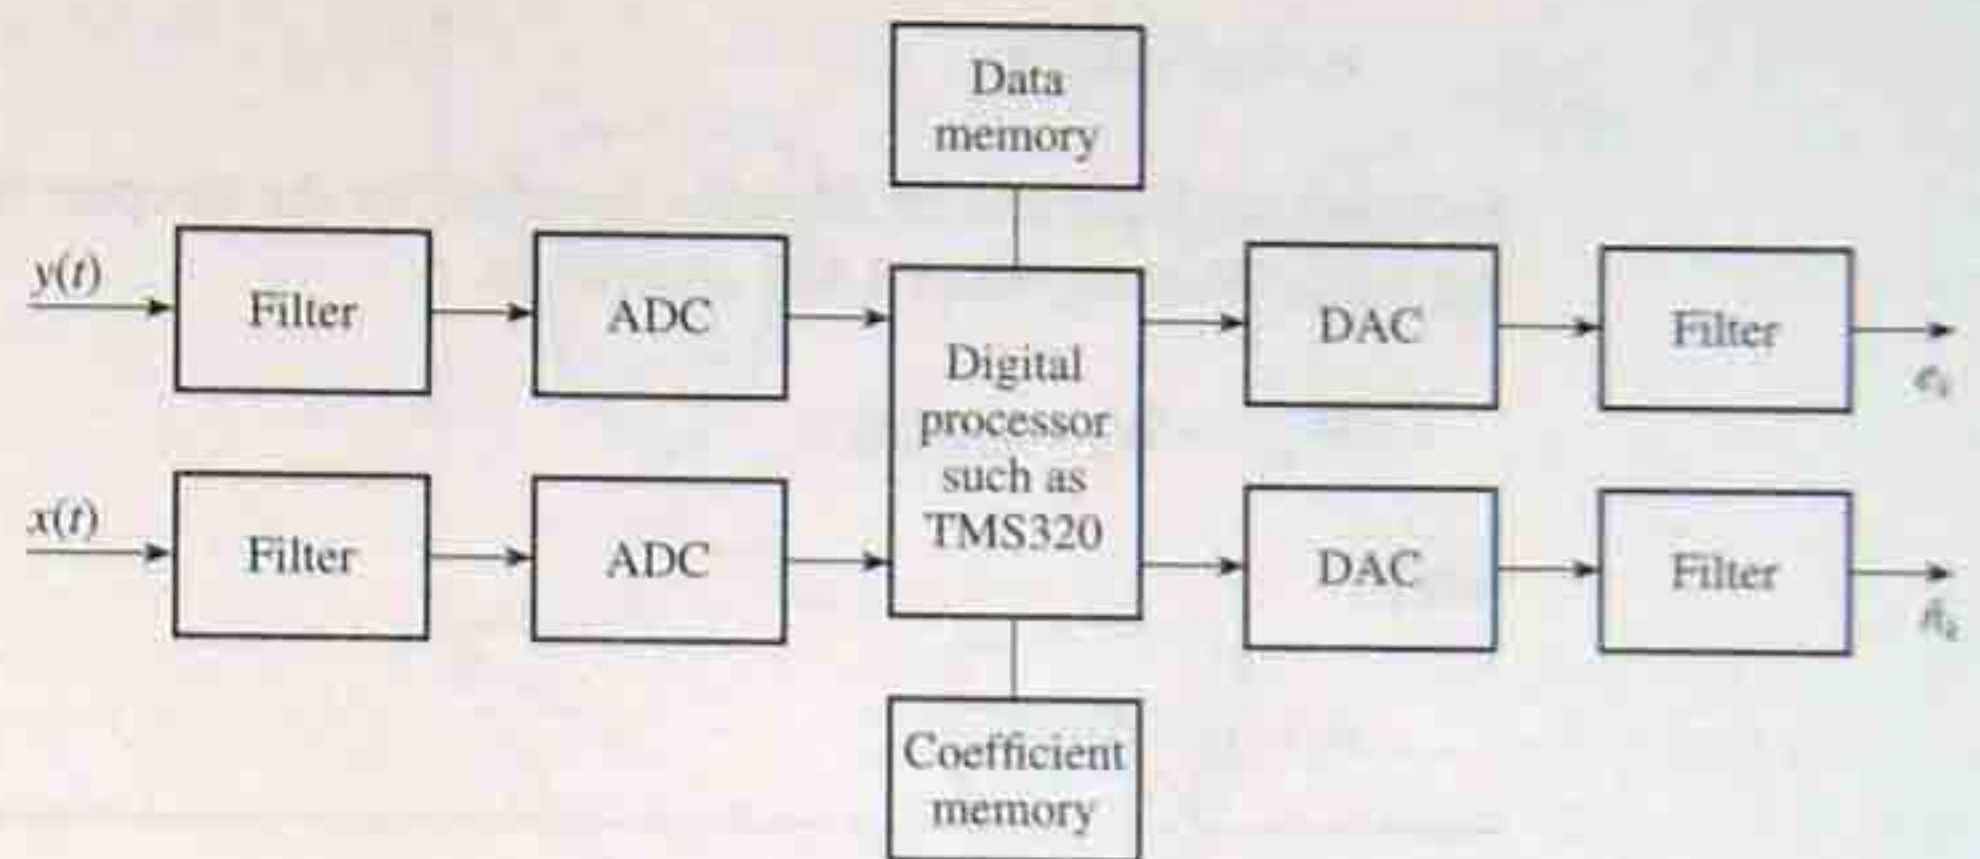 Data
memory
y(t)
Filter
ADC
DAC
Filter
Digital
processor
such as
TMS320
x(t)
Filter
ADC
DAC
Filter
Coefficient
memory